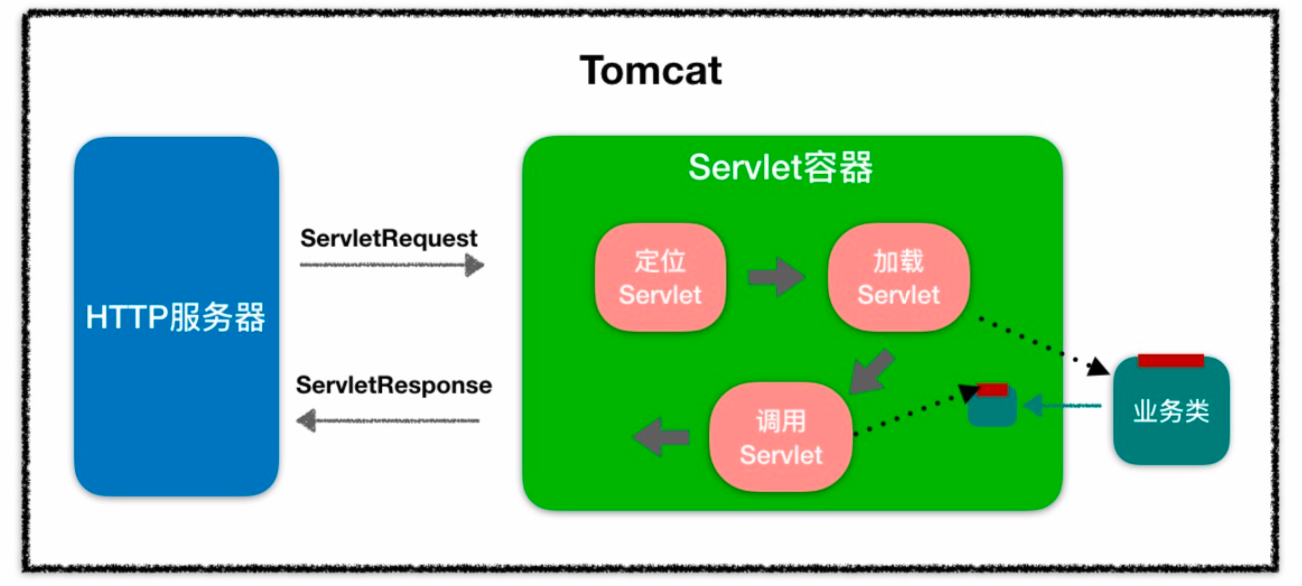 Tomcat
Servlet容器
ServletRequest
定位
Servlet
加载
Servlet
HTTP服务器
ServletResponse
调用
Servlet
业务类